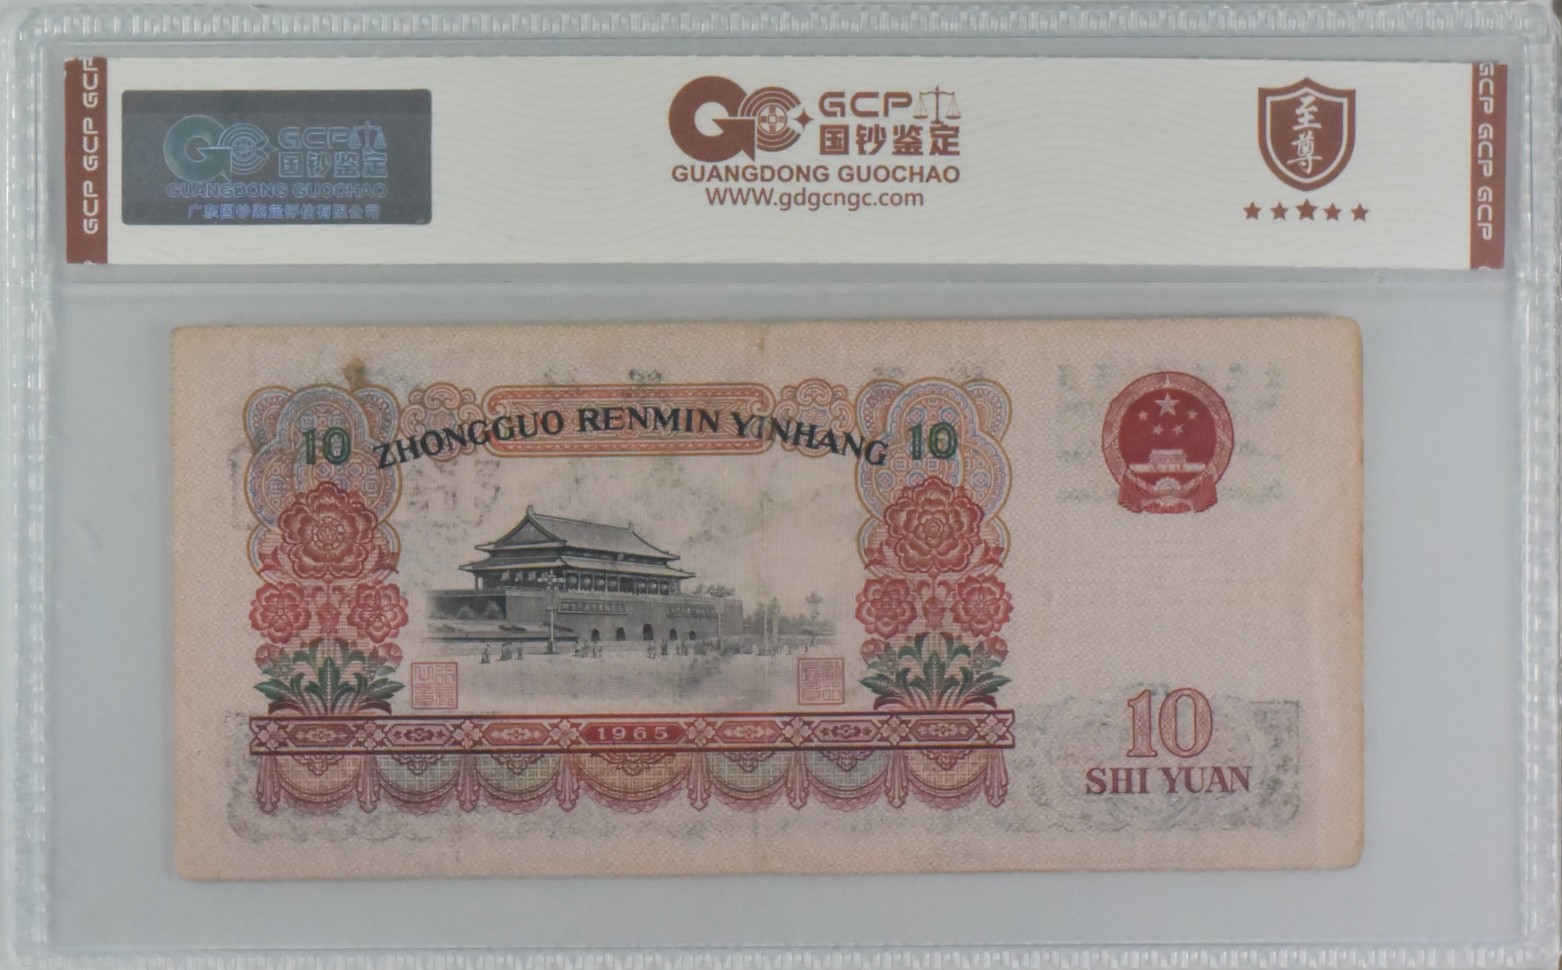 GCP GCP GCP
GCP
国钞鉴定
GUANGDONG GUOCHAO
广东国钞鉴定评估有限公司
GCP
国钞鉴定
GUANGDONG GUOCHAO
WWW.gdgcngc.com
至尊
GCP GCP GCP
10 ZHONGGUO RENMIN YINHANG 10
1965
10
SHI YUAN